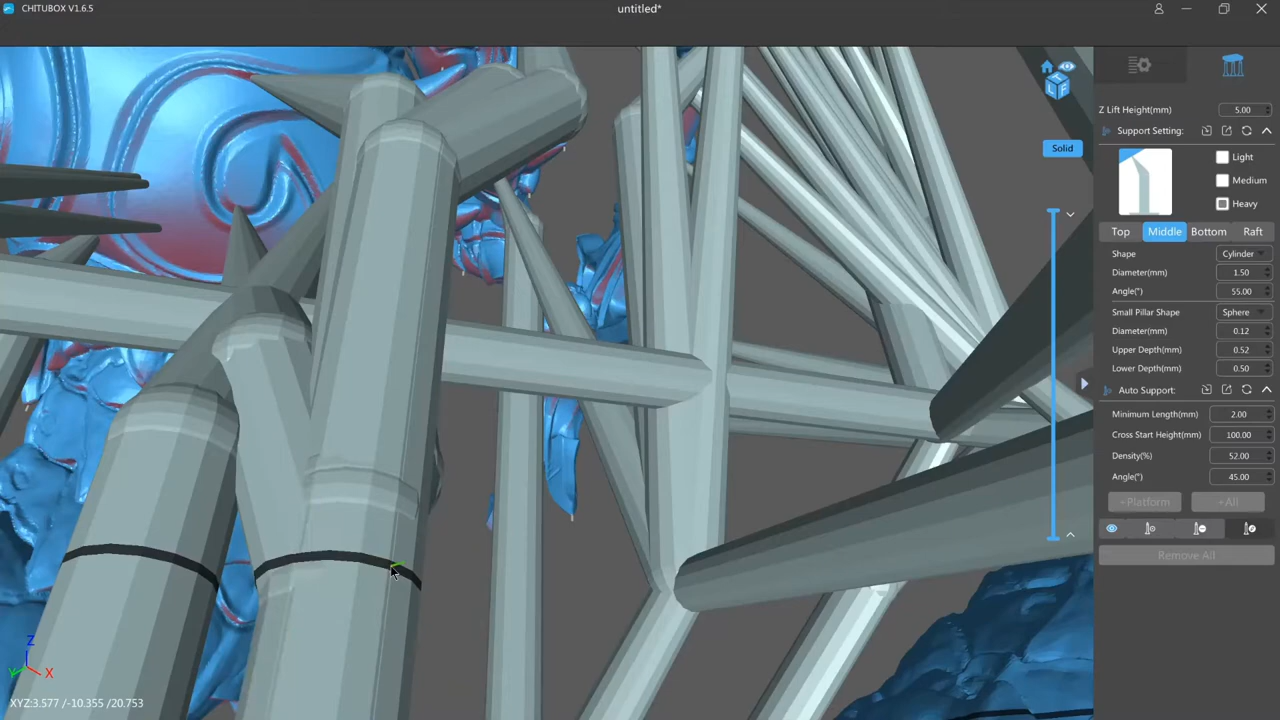 CHITUBOX V1.6.5
untitled*
Z Lift Height(mm) 5.00
Support Setting:
Light
Medium
Heavy
Top Middle Bottom Raft
Shape Cylinder
Diameter(mm) 1.50
Angle(°) 55.00
Small Pillar Shape Sphere
Diameter(mm) 0.12
Upper Depth(mm) 0.52
Lower Depth(mm) 0.50
Auto Support:
Minimum Length(mm) 2.00
Cross Start Height(mm) 100.00
Density(%) 52.00
Angle(°) 45.00
+Platform +All
Remove All
Solid
L F
Z
Y X
XYZ:3.577/-10.355/20.753